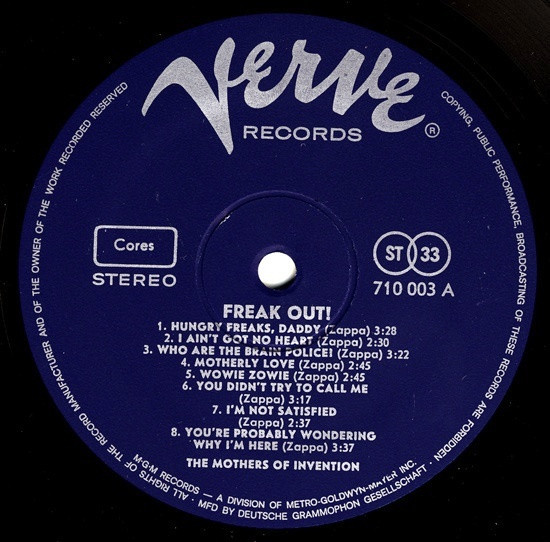 Verve
RECORDS
®
Cores
STEREO
ST 33
710 003 A
FREAK OUT!
1. HUNGRY FREAKS, DADDY (Zappa) 3:28
2. I AIN'T GOT NO HEART (Zappa) 2:30
3. WHO ARE THE BRAIN POLICE! (Zappa) 3:22
4. MOTHERLY LOVE (Zappa) 2:45
5. WOWIE ZOWIE (Zappa) 2:45
6. YOU DIDN'T TRY TO CALL ME
(Zappa) 3:17
7. I'M NOT SATISFIED
(Zappa) 2:37
8. YOU'RE PROBABLY WONDERING
WHY I'M HERE (Zappa) 3:37
THE MOTHERS OF INVENTION
M·G·M RECORDS — A DIVISION OF METRO-GOLDWYN-MAYER INC.
ALL RIGHTS OF THE RECORD MANUFACTURER AND OF THE OWNER OF THE WORK RECORDED RESERVED
COPYING, PUBLIC PERFORMANCE, BROADCASTING OF THESE RECORDS ARE FORBIDDEN
· MFD BY DEUTSCHE GRAMMOPHON GESELLSCHAFT ·